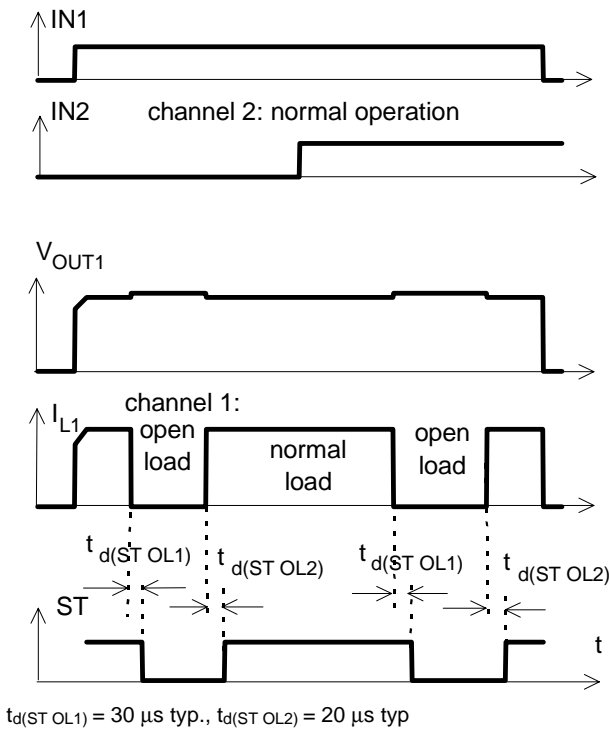 IN1
IN2
channel 2: normal operation
VOUT1
IL1
channel 1:
open
load
normal
load
open
load
td(ST OL1)
td(ST OL2)
td(ST OL1)
td(ST OL2)
ST
t
td(ST OL1) = 30 µs typ., td(ST OL2) = 20 µs typ